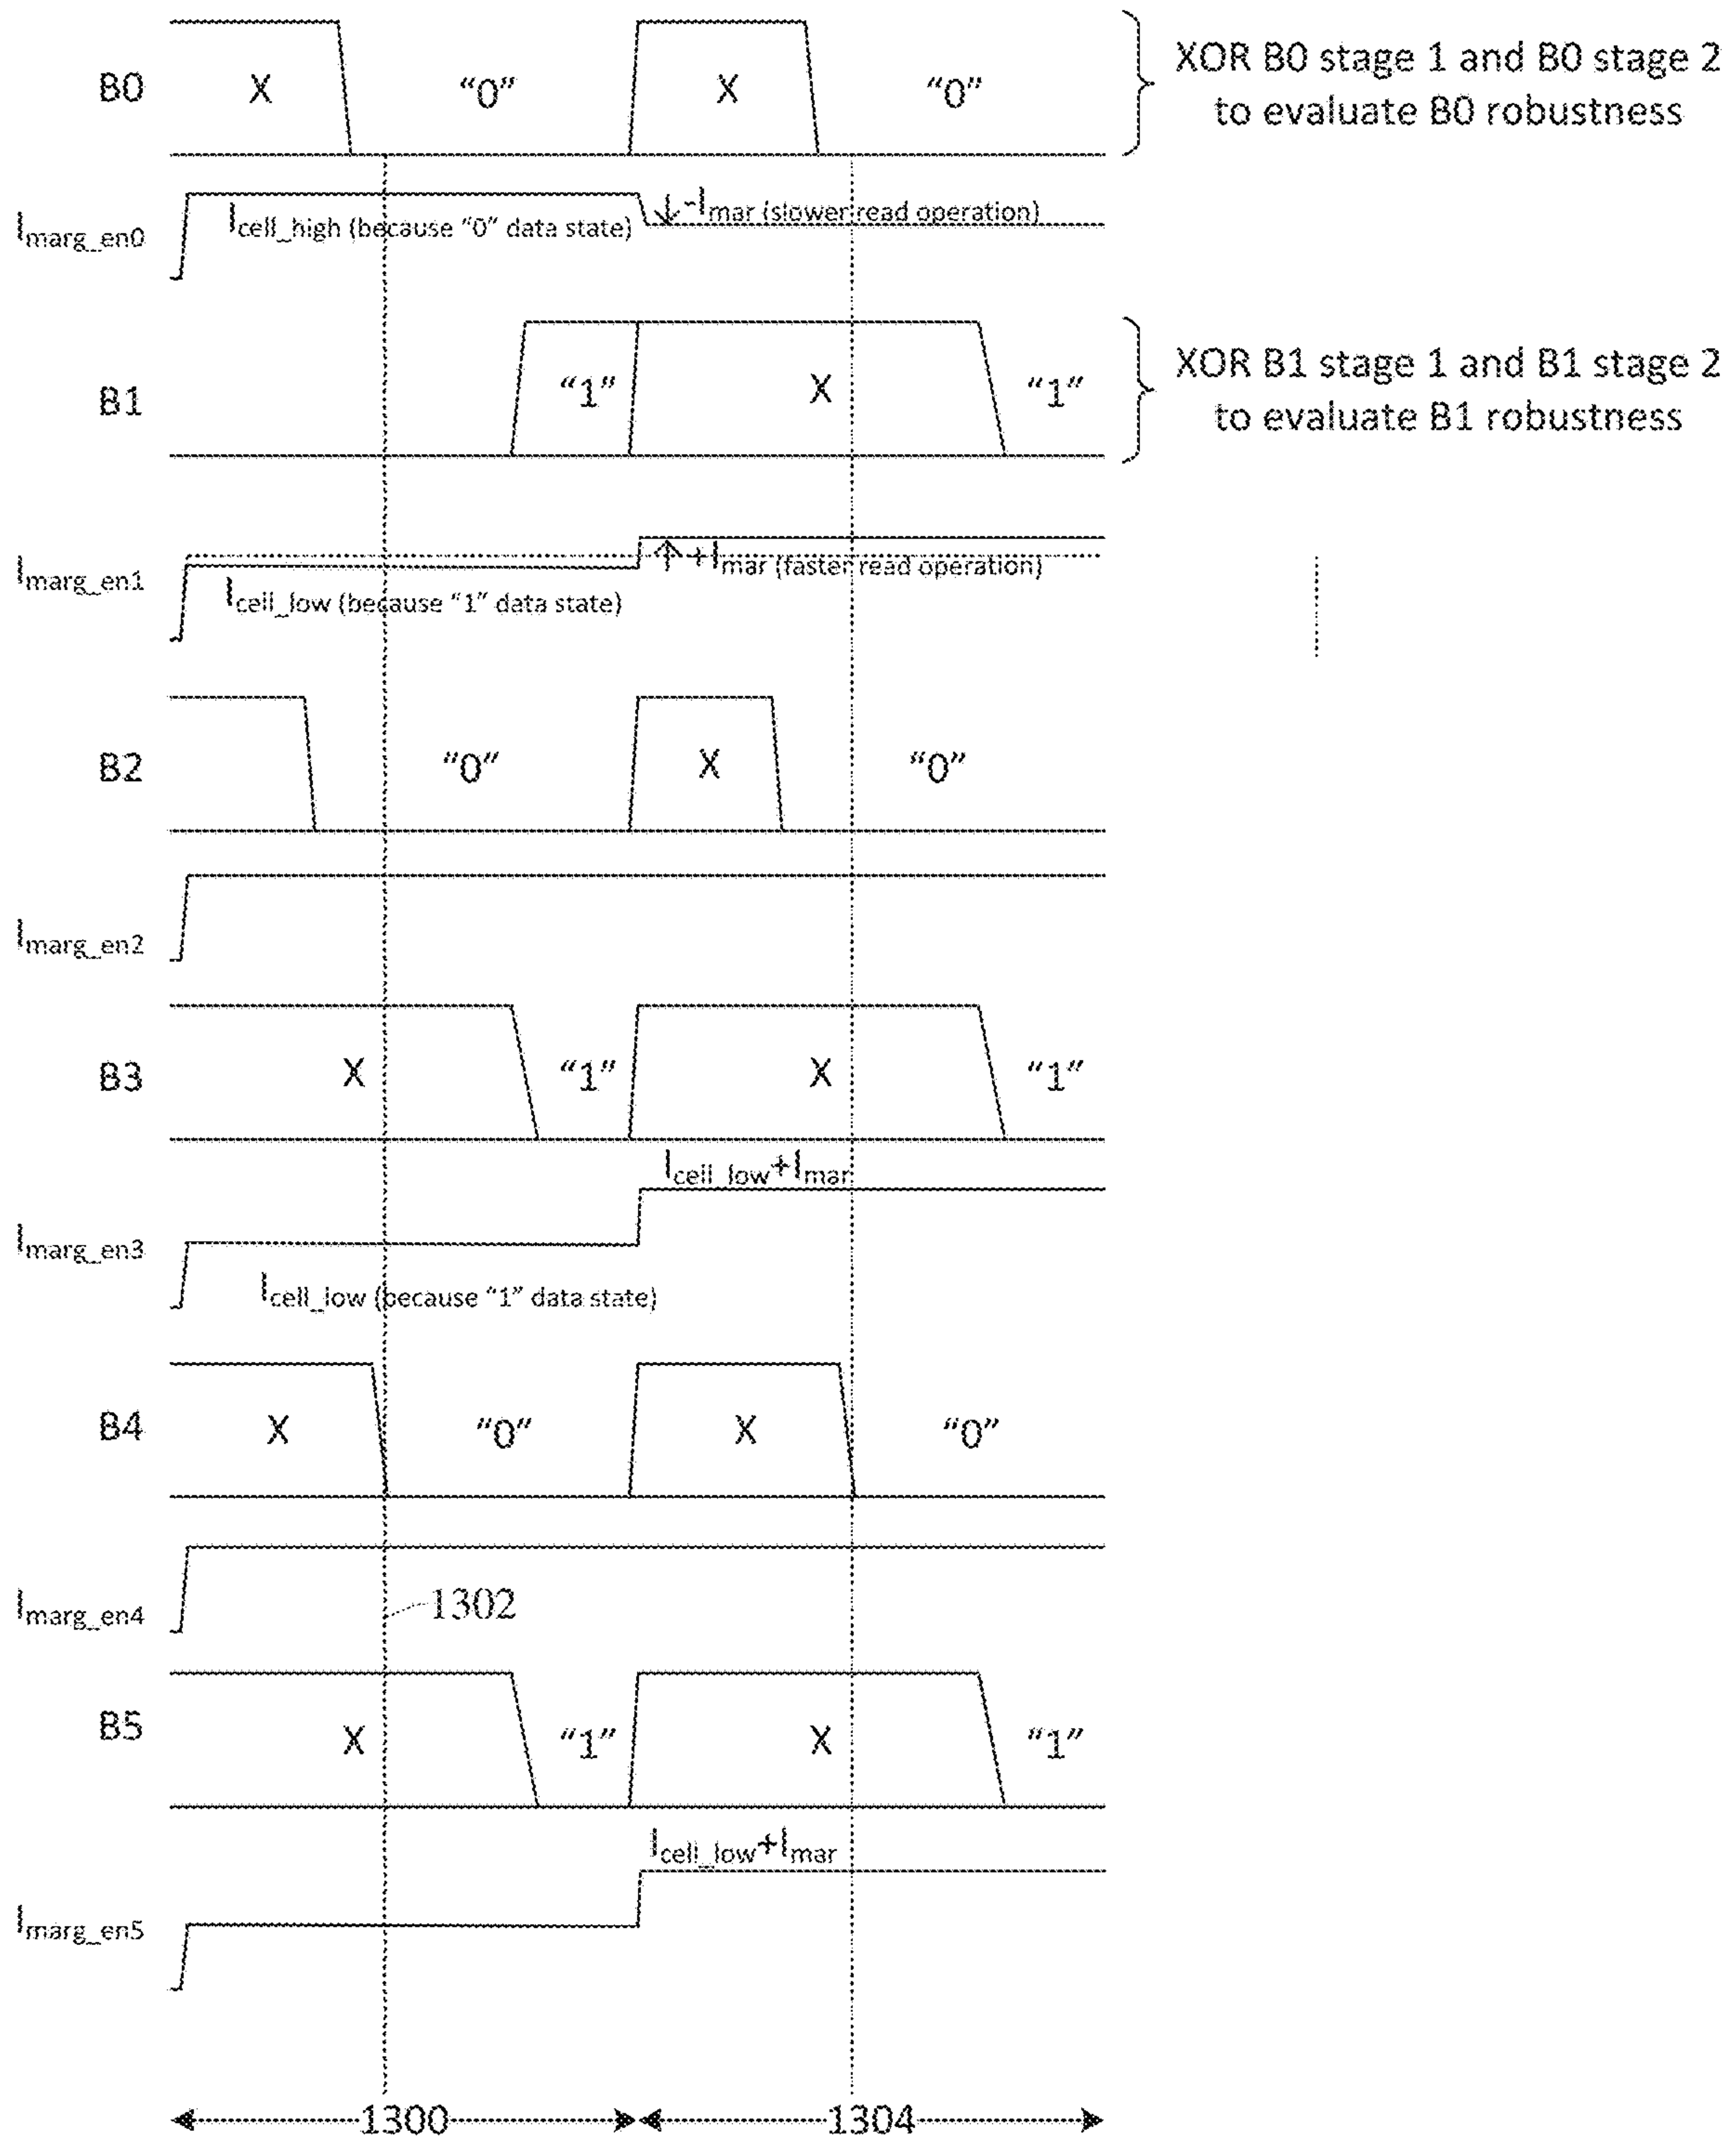 B0 X “0” X “0”
XOR B0 stage 1 and B0 stage 2
to evaluate B0 robustness
Imarg_en0 Icell_high (because “0” data state) -Imar (slower read operation)
B1 “1” X “1”
XOR B1 stage 1 and B1 stage 2
to evaluate B1 robustness
Imarg_en1 +Imar (faster read operation)
Icell_low (because “1” data state)
B2 “0” X “0”
Imarg_en2
B3 X “1” X “1”
Icell_low+Imar
Imarg_en3
Icell_low (because “1” data state)
B4 X “0” X “0”
Imarg_en4 1302
B5 X “1” X “1”
Icell_low+Imar
Imarg_en5
1300 1304